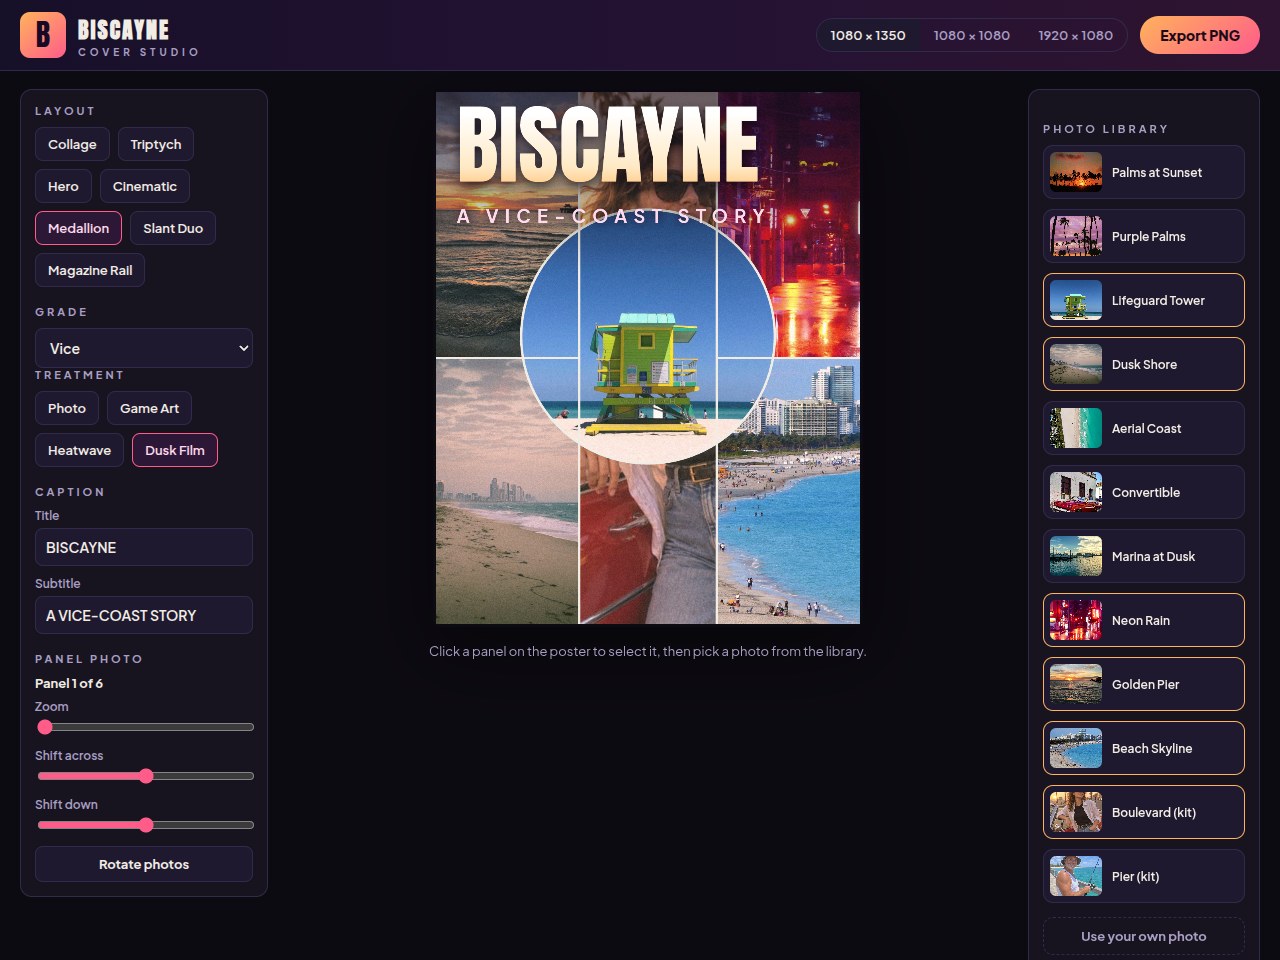 B
BISCAYNE
COVER STUDIO
1080 × 1350
1080 × 1080
1920 × 1080
Export PNG
LAYOUT
Collage
Triptych
Hero
Cinematic
Medallion
Slant Duo
Magazine Rail
GRADE
Vice
TREATMENT
Photo
Game Art
Heatwave
Dusk Film
CAPTION
Title
BISCAYNE
Subtitle
A VICE-COAST STORY
PANEL PHOTO
Panel 1 of 6
Zoom
Shift across
Shift down
Rotate photos
BISCAYNE
A VICE-COAST STORY
Click a panel on the poster to select it, then pick a photo from the library.
PHOTO LIBRARY
Palms at Sunset
Purple Palms
Lifeguard Tower
Dusk Shore
Aerial Coast
Convertible
Marina at Dusk
Neon Rain
Golden Pier
Beach Skyline
Boulevard (kit)
Pier (kit)
Use your own photo